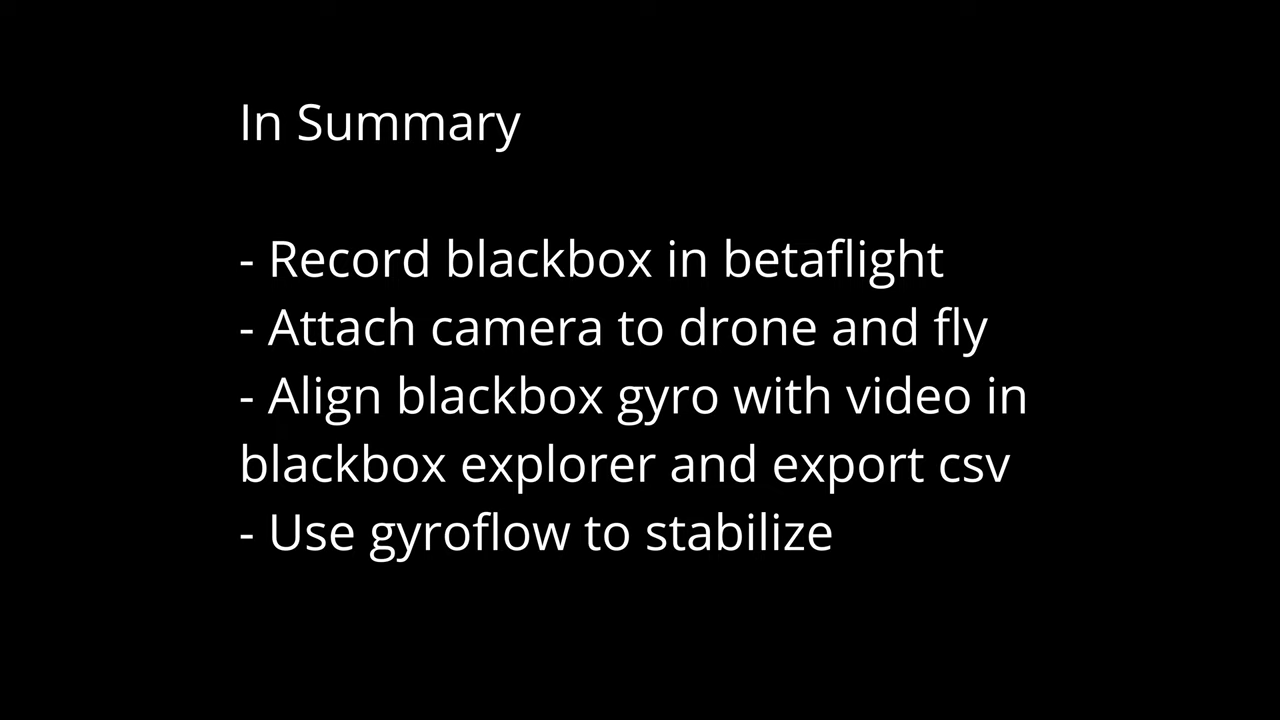 In Summary
- Record blackbox in betaflight
- Attach camera to drone and fly
- Align blackbox gyro with video in
blackbox explorer and export csv
- Use gyroflow to stabilize